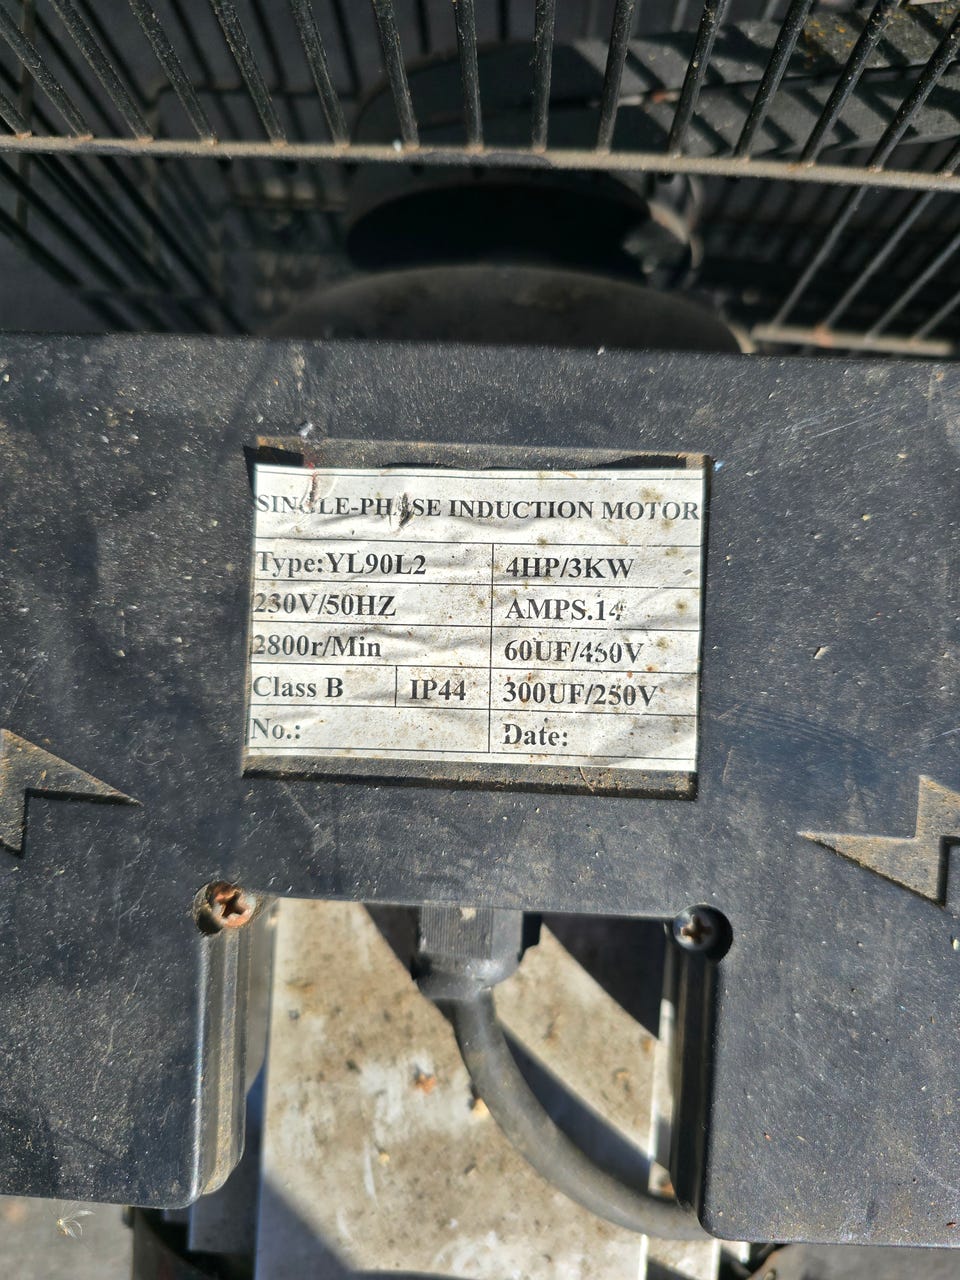 SINGLE-PHASE INDUCTION MOTOR
Type:YL90L2 4HP/3KW
230V/50HZ AMPS.14
2800r/Min 60UF/450V
Class B IP44 300UF/250V
No.: Date: